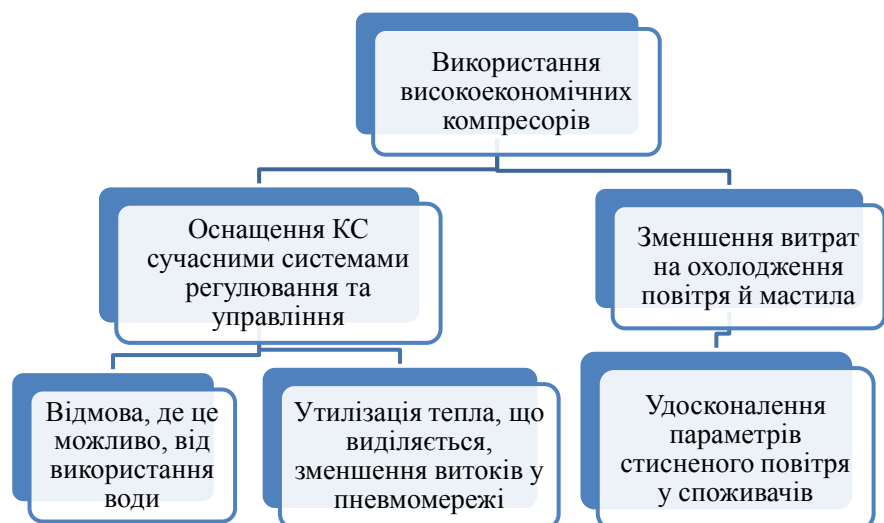 Використання
високоекономічних
компресорів
Оснащення КС
сучасними системами
регулювання та
управління
Зменшення витрат
на охолодження
повітря й мастила
Відмова, де це
можливо, від
використання
води
Утилізація тепла, що
виділяється,
зменшення витоків у
пневмомережі
Удосконалення
параметрів
стисненого повітря
у споживачів